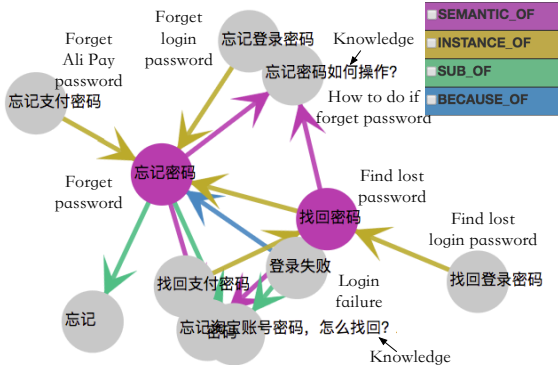 Forget
login
password
忘记登录密码
Knowledge
SEMANTIC_OF
INSTANCE_OF
SUB_OF
BECAUSE_OF
Forget
Ali Pay
password
忘记支付密码
忘记密码如何操作?
How to do if
forget password
忘记密码
Forget
password
Find lost
password
找回密码
Find lost
login password
登录失败
找回支付密码
Login
failure
找回登录密码
忘记
忘记淘宝账号密码，怎么找回?
密码
Knowledge